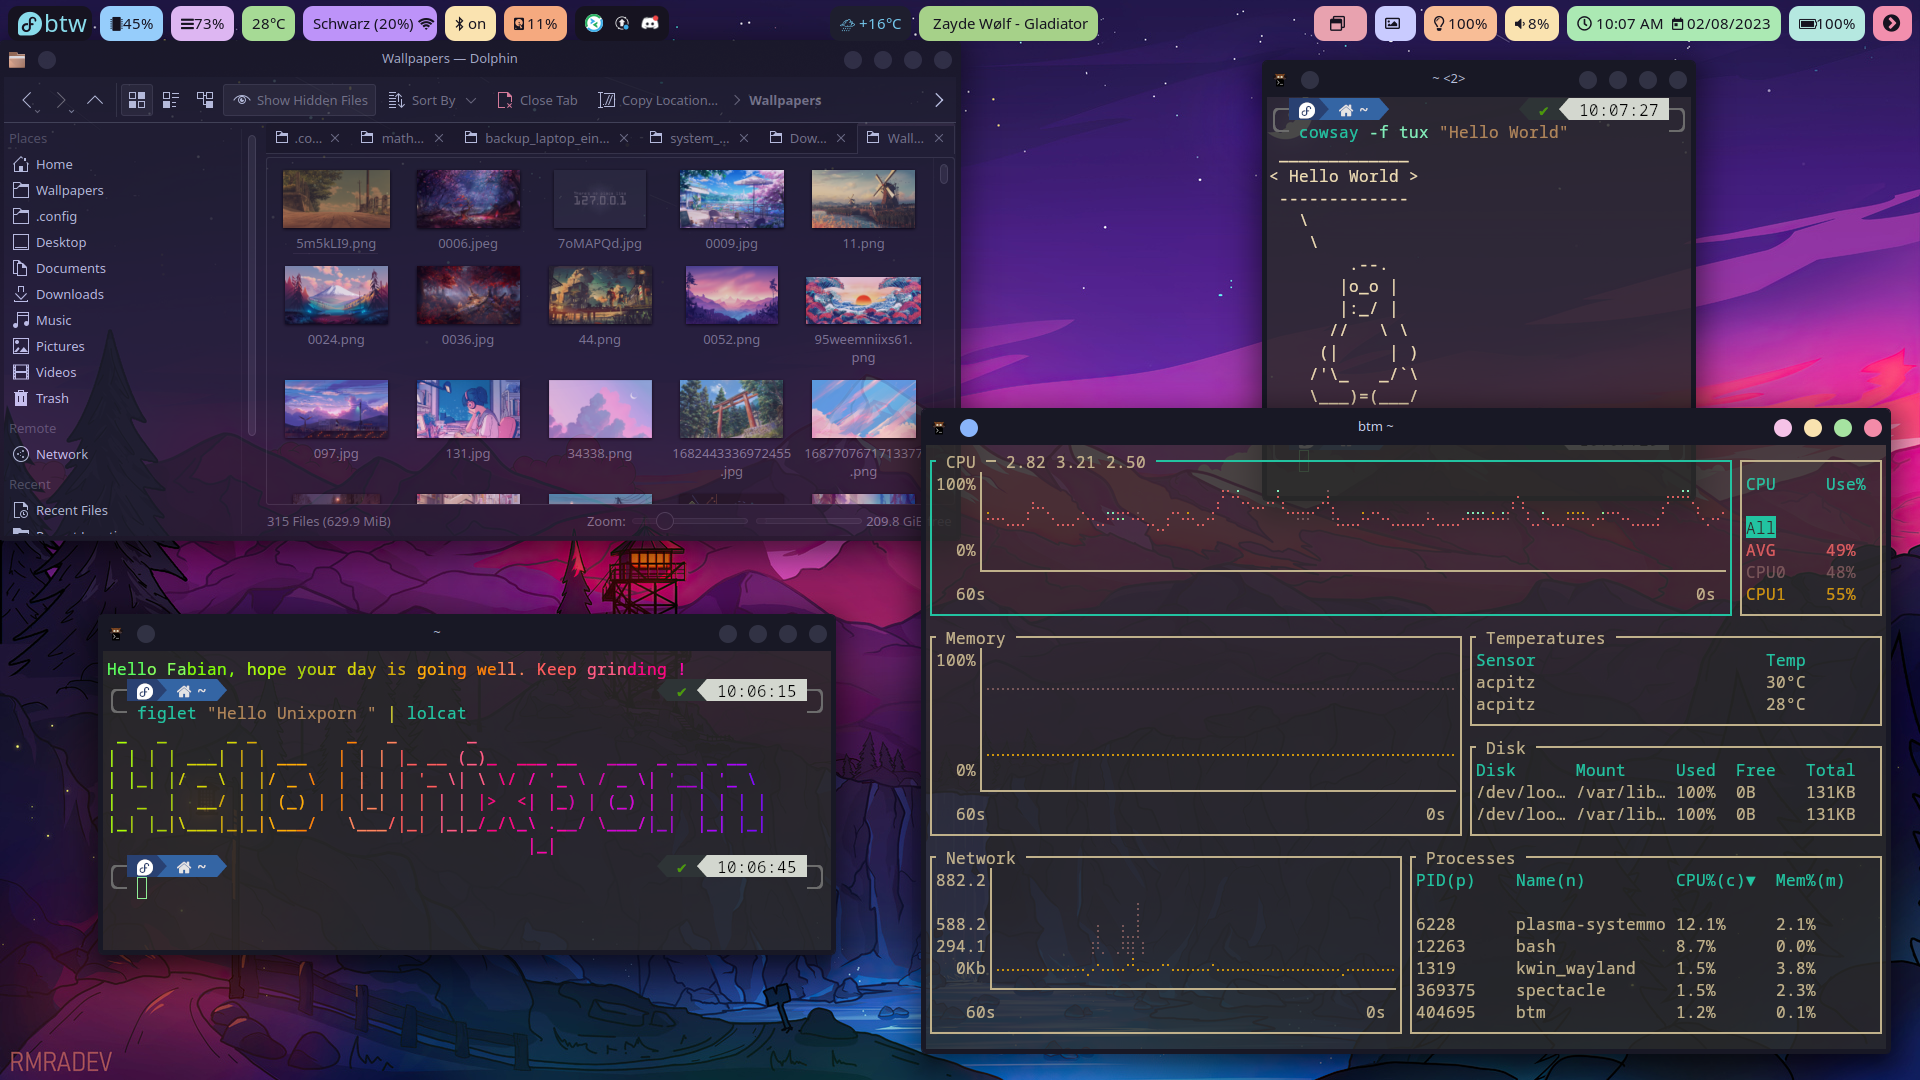 btw 45% 73% 28°C Schwarz (20%) on 11% +16°C Zayde Wølf - Gladiator 100% 8% 10:07 AM 02/08/2023 100%
Wallpapers — Dolphin
Show Hidden Files Sort By Close Tab Copy Location... Wallpapers
.co... math... backup_laptop_ein... system_... Dow... Wall...
Places
Home
Wallpapers
.config
Desktop
Documents
Downloads
Music
Pictures
Videos
Trash
Remote
Network
Recent
Recent Files
127.0.0.1
5m5kLI9.png 0006.jpeg 7oMAPQd.jpg 0009.jpg 11.png
0024.png 0036.jpg 44.png 0052.png 95weemniixs61.
png
097.jpg 131.jpg 34338.png 1682443336972455 1687707671713377
.jpg .png
315 Files (629.9 MiB) Zoom: 209.8 GiB free
~ <2>
~ ✔ 10:07:27
cowsay -f tux "Hello World"
_____________
< Hello World >
-------------
\
\
.--.
|o_o |
|:_/ |
// \ \
(| | )
/'\_ _/`\
\___)=(___/
~
Hello Fabian, hope your day is going well. Keep grinding !
~ ✔ 10:06:15
figlet "Hello Unixporn " | lolcat
Hello Unixporn
~ ✔ 10:06:45
btm ~
CPU — 2.82 3.21 2.50
100%
0%
60s 0s
CPU Use%
All
AVG 49%
CPU0 48%
CPU1 55%
Memory
100%
0%
60s 0s
Temperatures
Sensor Temp
acpitz 30°C
acpitz 28°C
Disk
Disk Mount Used Free Total
/dev/loo… /var/lib… 100% 0B 131KB
/dev/loo… /var/lib… 100% 0B 131KB
Network
882.2
588.2
294.1
0Kb
60s 0s
Processes
PID(p) Name(n) CPU%(c)▼ Mem%(m)
6228 plasma-systemmo 12.1% 2.1%
12263 bash 8.7% 0.0%
1319 kwin_wayland 1.5% 3.8%
369375 spectacle 1.5% 2.3%
404695 btm 1.2% 0.1%
RMRADEV